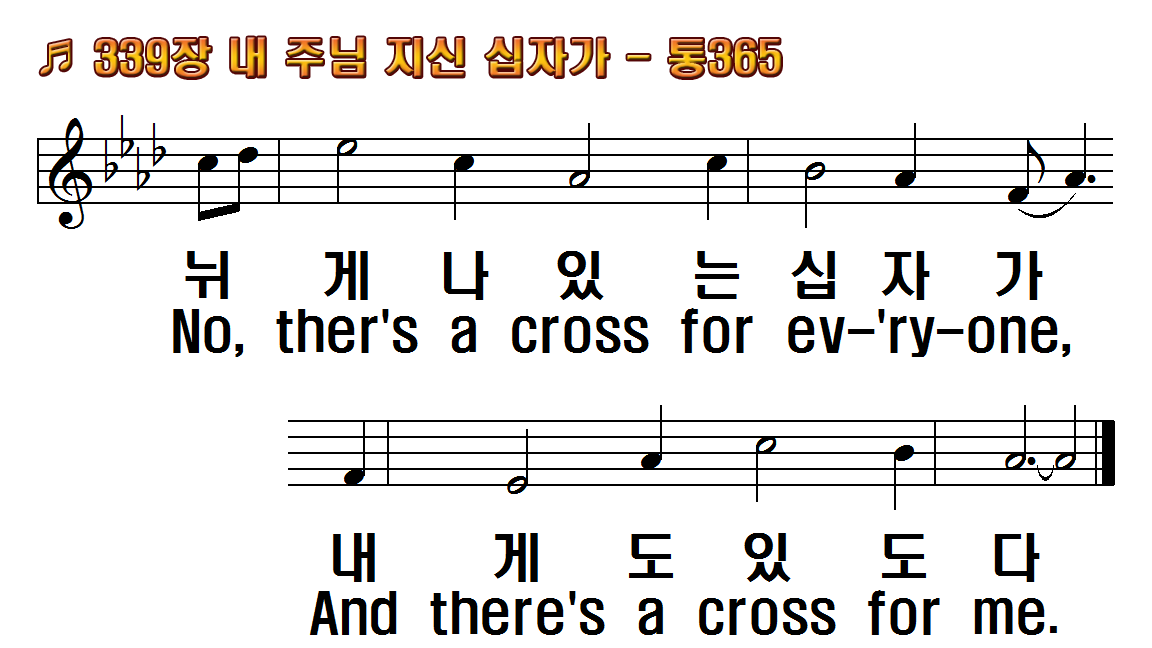 339장 내 주님 지신 십자가 - 통365
뉘 게 나 있 는 십 자 가
No, ther's a cross for ev-'ry-one,
내 게 도 있 도 다
And there's a cross for me.